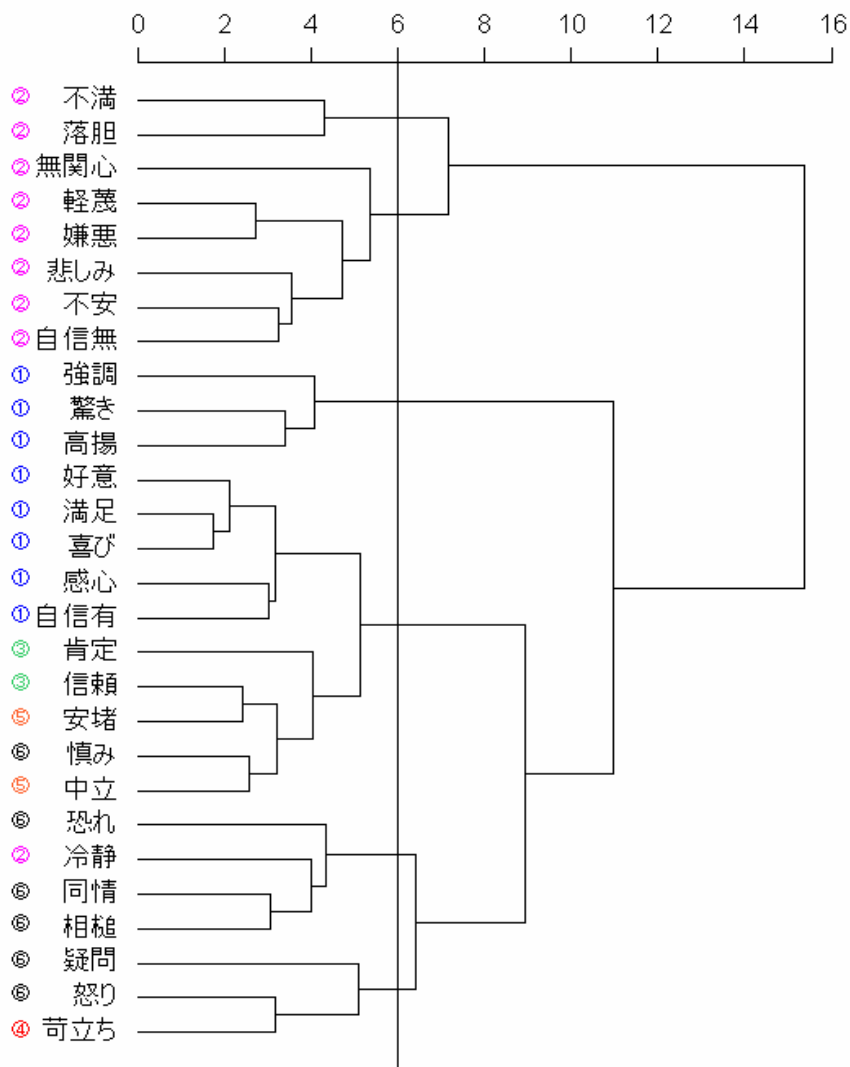 0 2 4 6 8 10 12 14 16
② 不満
② 落胆
② 無関心
② 軽蔑
② 嫌悪
② 悲しみ
② 不安
② 自信無
① 強調
① 驚き
① 高揚
① 好意
① 満足
① 喜び
① 感心
① 自信有
③ 肯定
③ 信頼
⑤ 安堵
⑥ 慎み
⑤ 中立
⑥ 恐れ
② 冷静
⑥ 同情
⑥ 相槌
⑥ 疑問
⑥ 怒り
④ 苛立ち